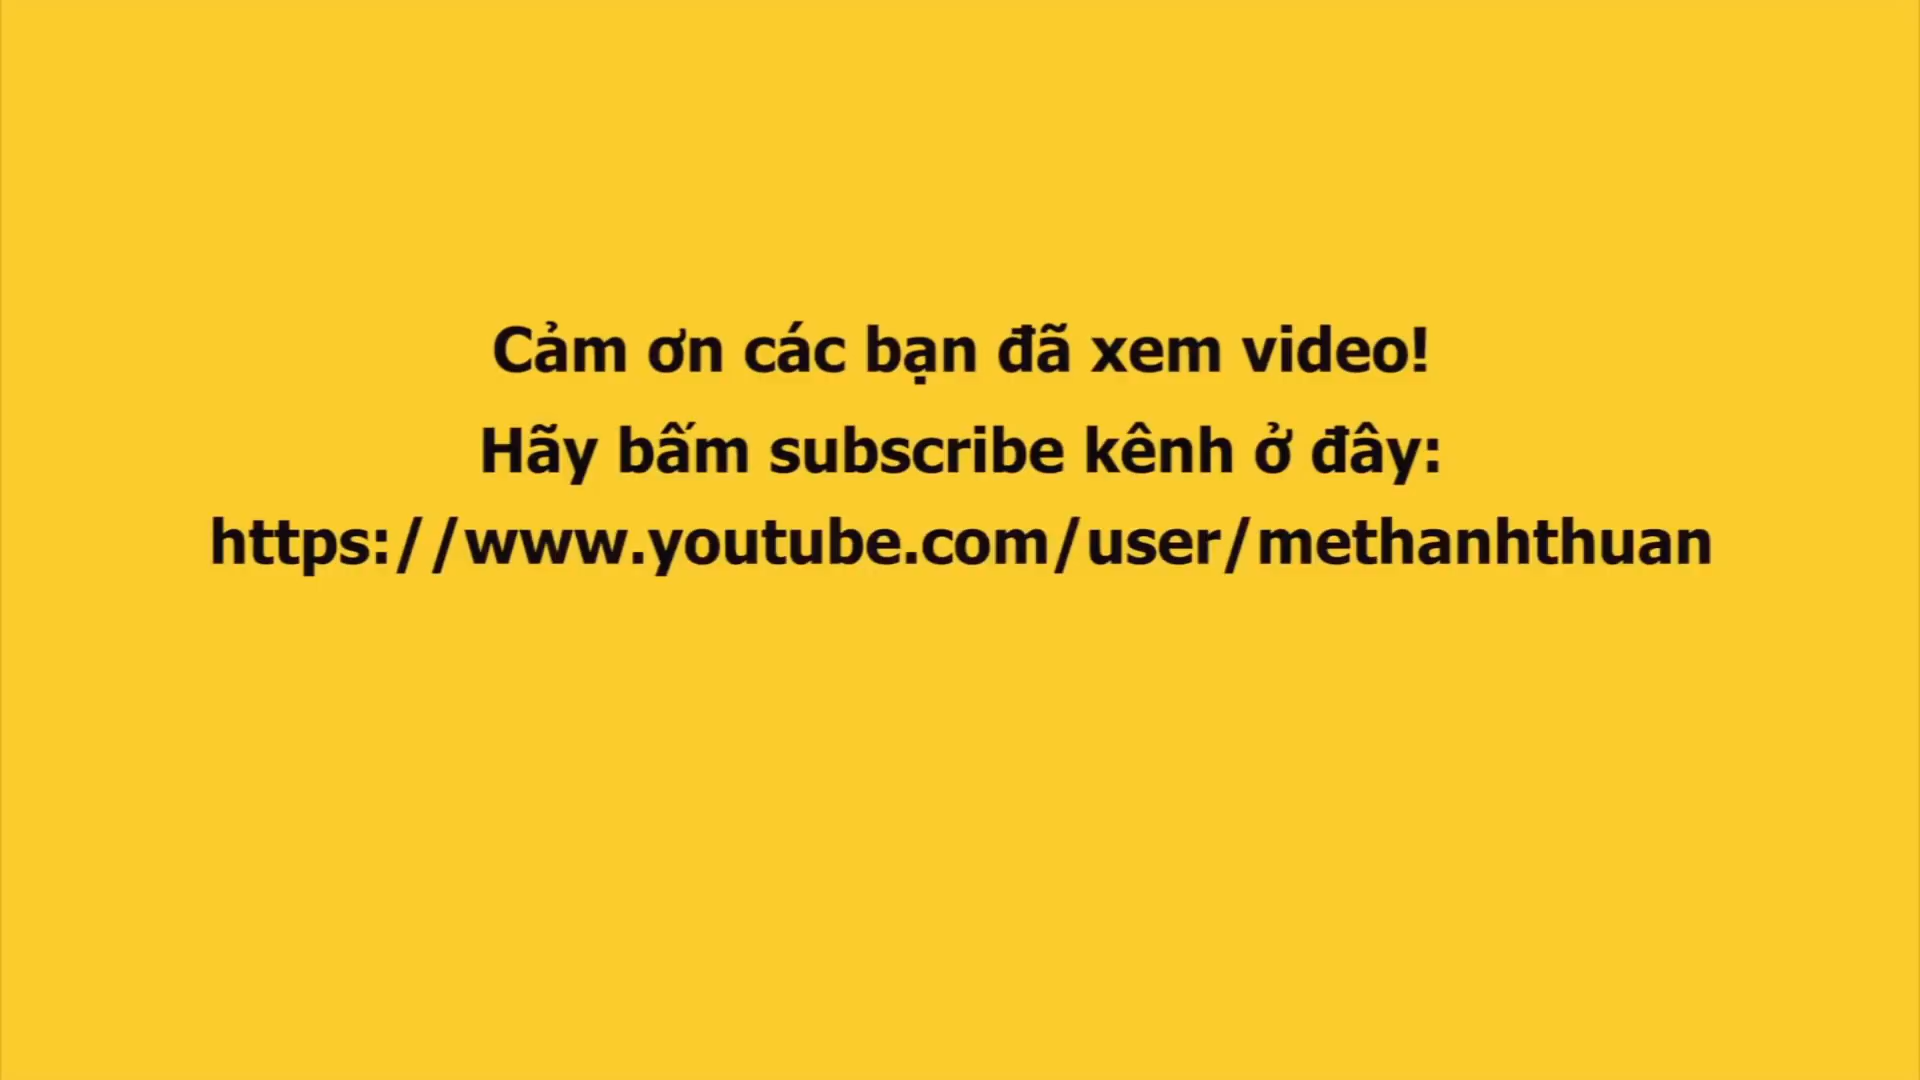 Cảm ơn các bạn đã xem video!
Hãy bấm subscribe kênh ở đây:
https://www.youtube.com/user/methanhthuan